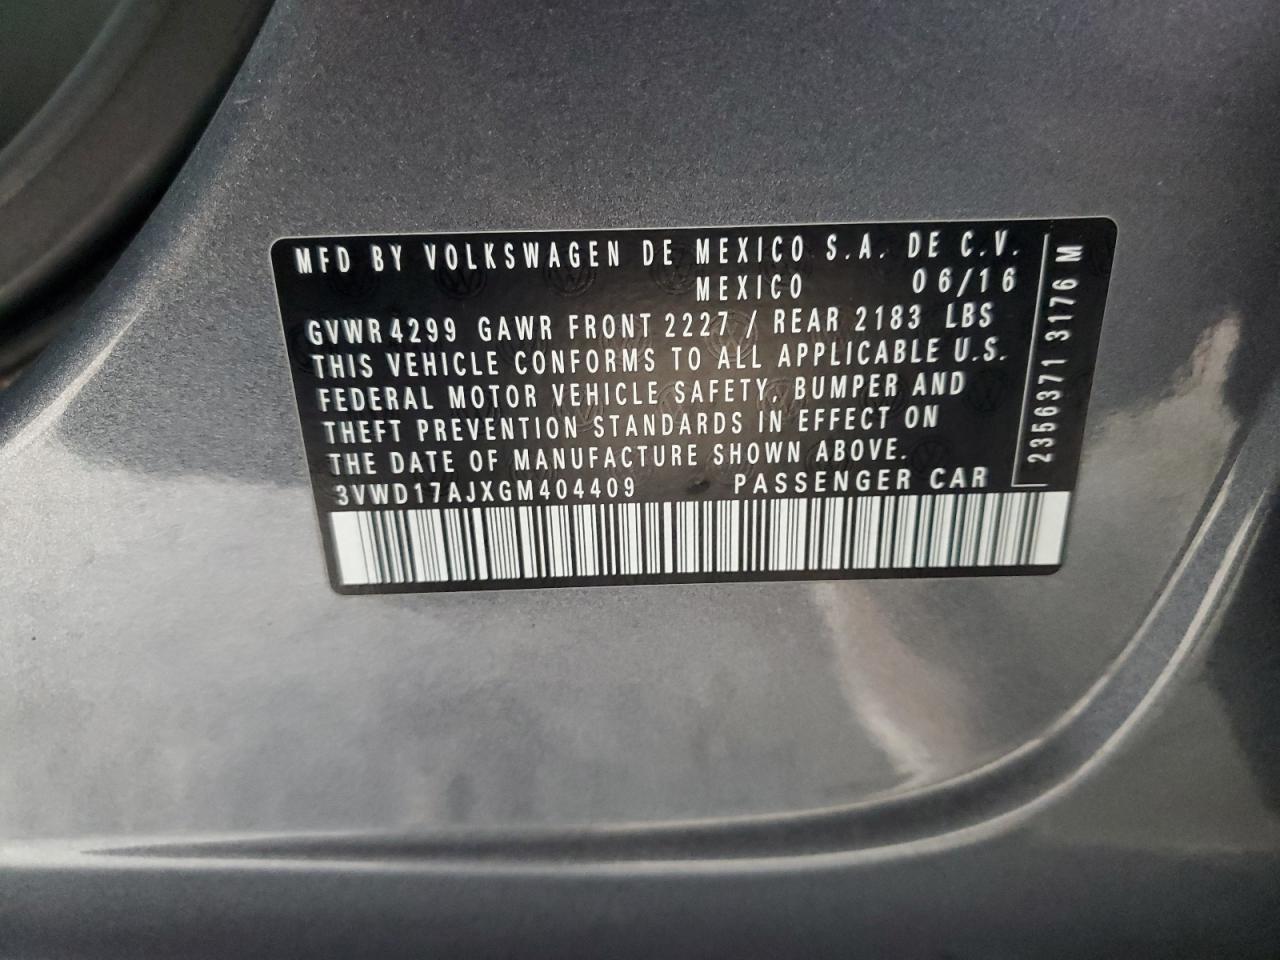 MFD BY VOLKSWAGEN DE MEXICO S.A. DE C.V.
MEXICO 06/16
GVWR 4299 GAWR FRONT 2227 / REAR 2183 LBS
THIS VEHICLE CONFORMS TO ALL APPLICABLE U.S.
FEDERAL MOTOR VEHICLE SAFETY, BUMPER AND
THEFT PREVENTION STANDARDS IN EFFECT ON
THE DATE OF MANUFACTURE SHOWN ABOVE.
3VWD17AJXGM404409 PASSENGER CAR
2356371 3176 M